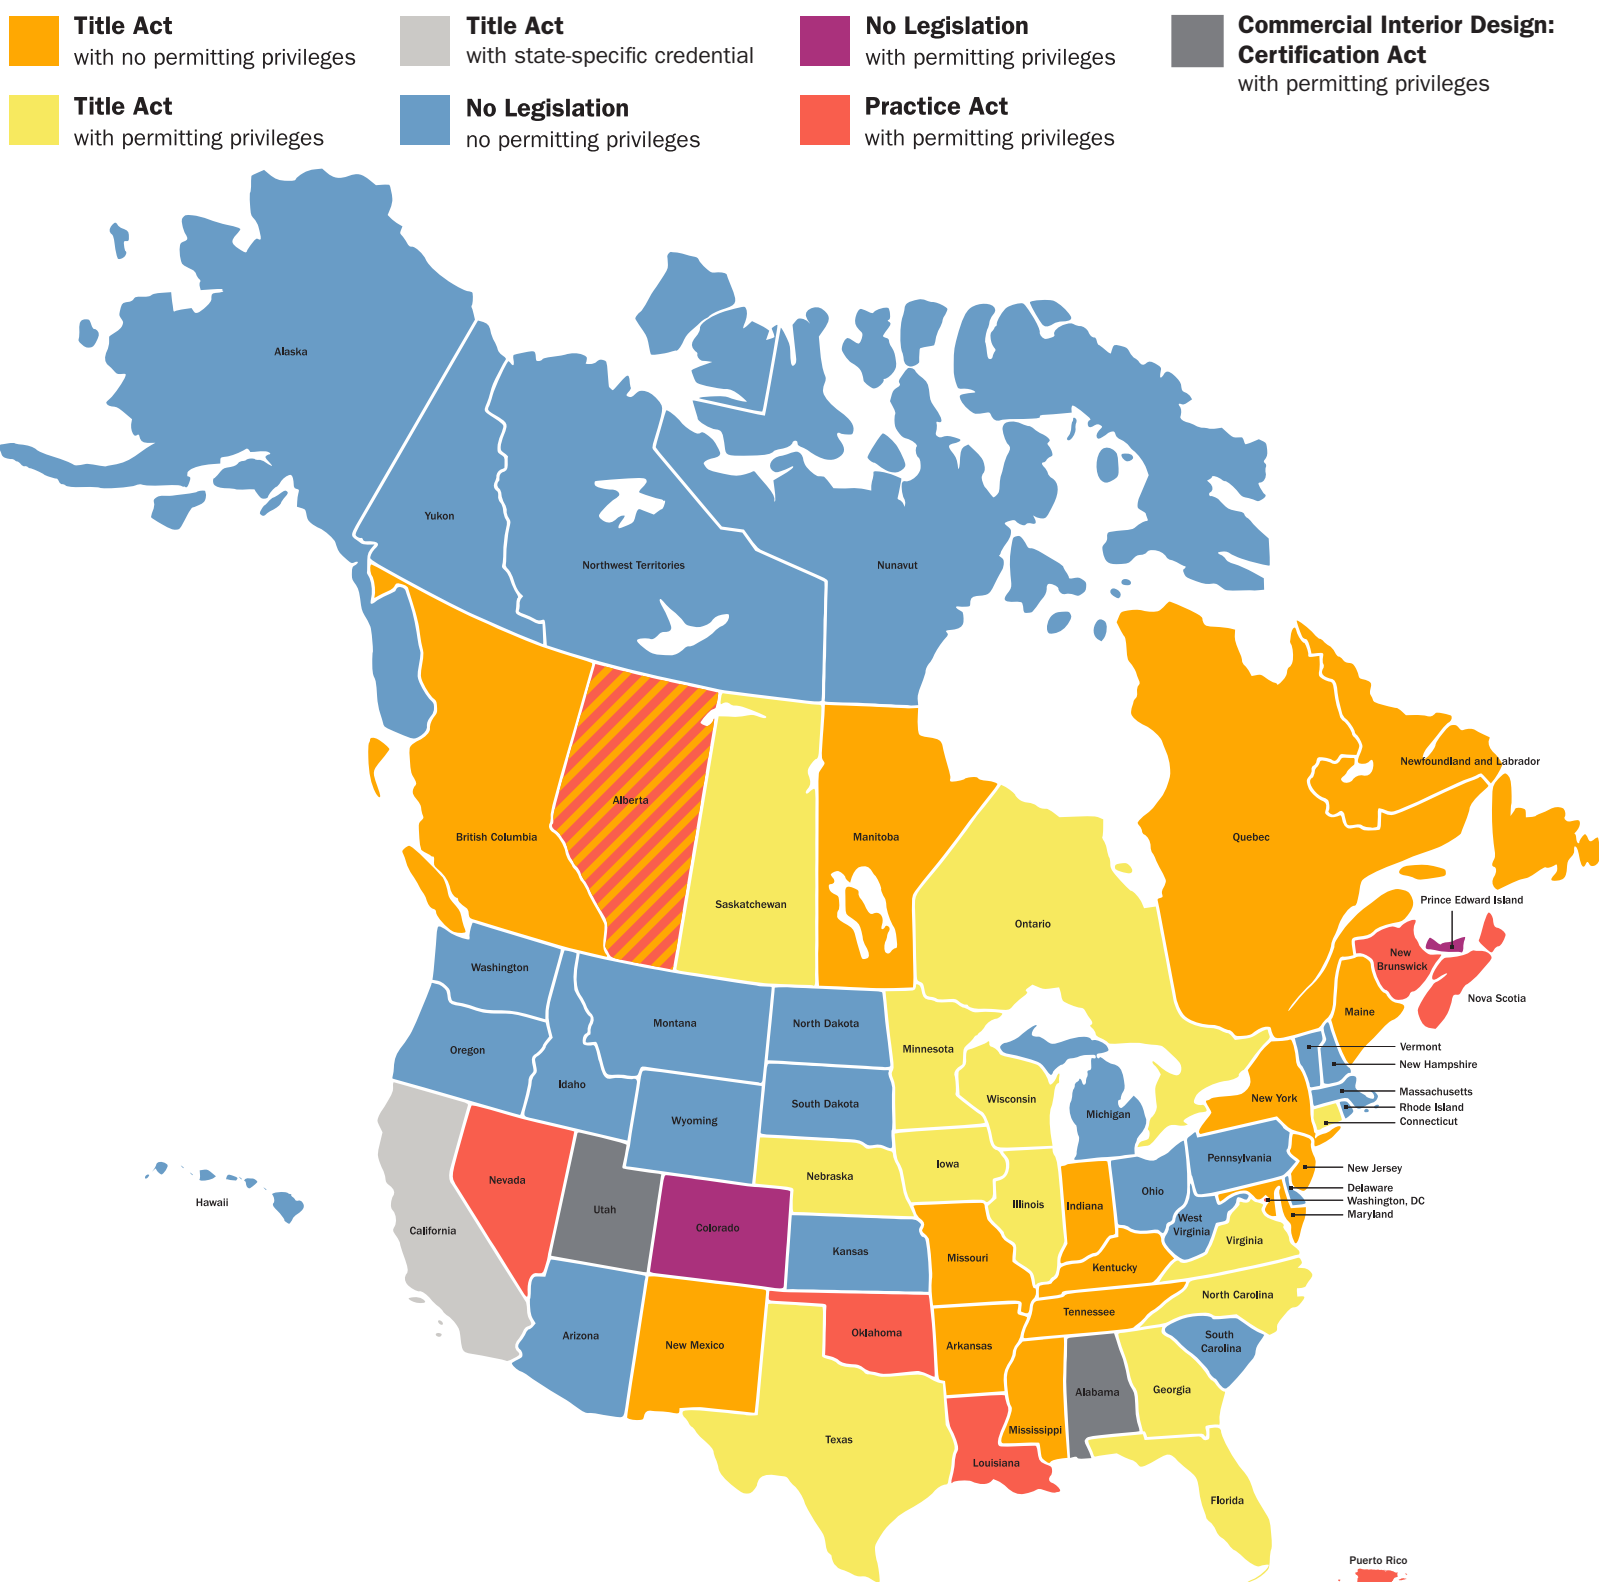 Title Act
with no permitting privileges
Title Act
with permitting privileges
Title Act
with state-specific credential
No Legislation
no permitting privileges
No Legislation
with permitting privileges
Practice Act
with permitting privileges
Commercial Interior Design:
Certification Act
with permitting privileges
Alaska
Yukon
Northwest Territories
Nunavut
British Columbia
Alberta
Saskatchewan
Manitoba
Ontario
Quebec
Newfoundland and Labrador
Prince Edward Island
New
Brunswick
Nova Scotia
Maine
Vermont
New Hampshire
Massachusetts
Rhode Island
Connecticut
New York
Washington
Oregon
Idaho
Montana
North Dakota
South Dakota
Wyoming
Minnesota
Wisconsin
Michigan
Iowa
Nebraska
Illinois
Indiana
Ohio
Pennsylvania
New Jersey
Delaware
Washington, DC
Maryland
West
Virginia
Virginia
Hawaii
California
Nevada
Utah
Colorado
Kansas
Missouri
Kentucky
North Carolina
Tennessee
South
Carolina
Arizona
New Mexico
Oklahoma
Arkansas
Mississippi
Alabama
Georgia
Texas
Louisiana
Florida
Puerto Rico